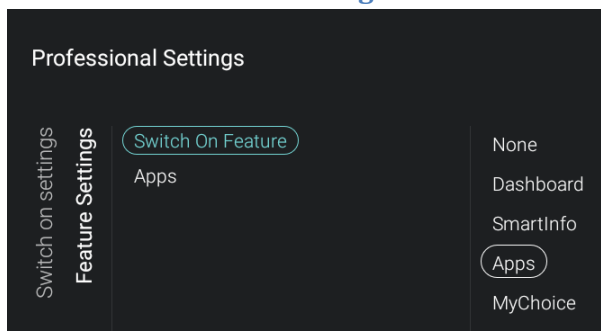 Professional Settings
Switch on settings
Feature Settings
Switch On Feature
Apps
None
Dashboard
SmartInfo
Apps
MyChoice